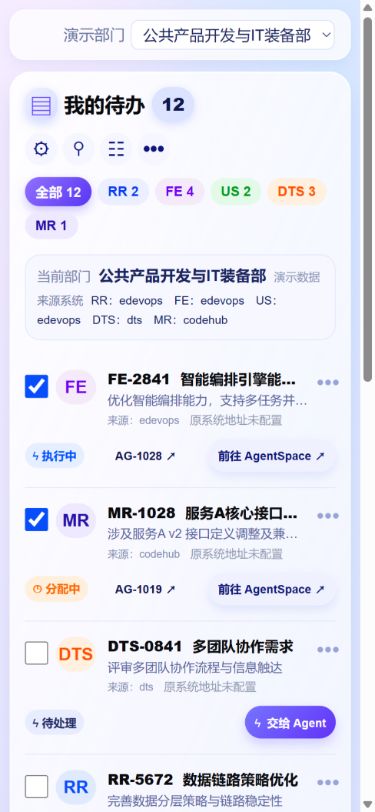 演示部门 公共产品开发与IT装备部
我的待办 12
全部 12 RR 2 FE 4 US 2 DTS 3
MR 1
当前部门 公共产品开发与IT装备部 演示数据
来源系统 RR：edevops FE：edevops US：
edevops DTS：dts MR：codehub
FE FE-2841 智能编排引擎能...
优化智能编排能力，支持多任务并...
来源：edevops 原系统地址未配置
ϟ 执行中 AG-1028 ↗ 前往 AgentSpace ↗
MR MR-1028 服务A核心接口...
涉及服务A v2 接口定义调整及兼...
来源：codehub 原系统地址未配置
分配中 AG-1019 ↗ 前往 AgentSpace ↗
DTS DTS-0841 多团队协作需求
评审多团队协作流程与信息触达
来源：dts 原系统地址未配置
ϟ 待处理 ϟ 交给 Agent
RR RR-5672 数据链路策略优化
完善数据分层策略与链路稳定性